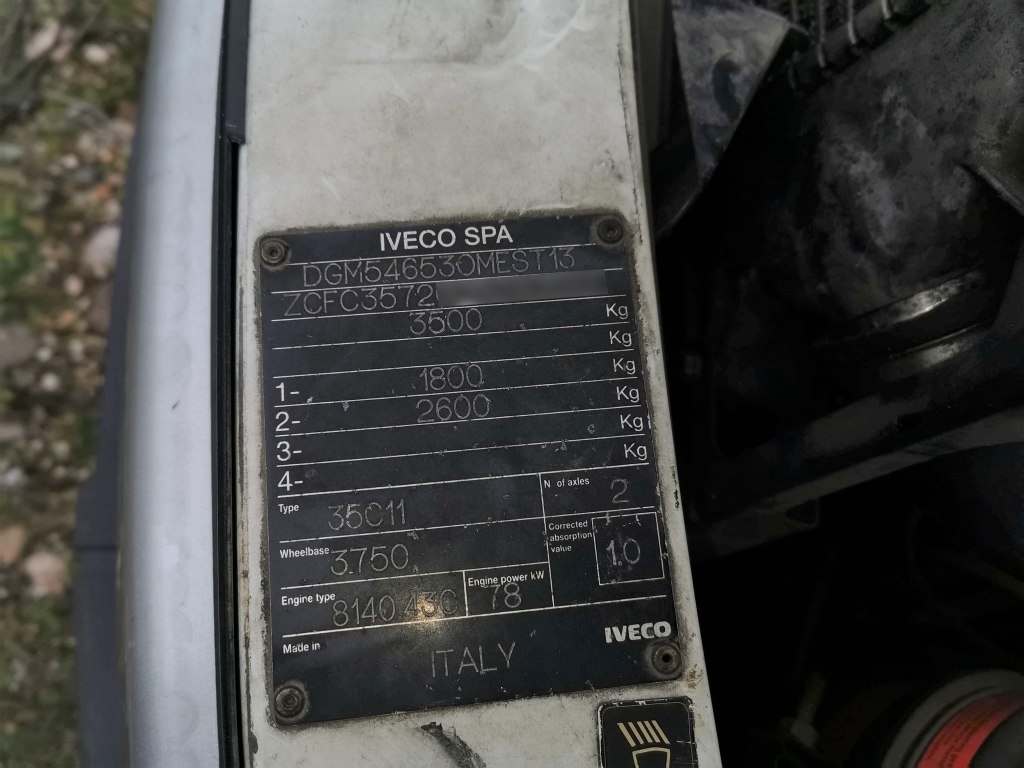 IVECO SPA
DGM546530MEST13
ZCFC3572
3500 Kg
Kg
1- 1800 Kg
2- 2600 Kg
3- Kg
4- Kg
Type 35C11
N of axles 2
Wheelbase 3.750
Corrected absorption value 1.0
Engine type 8140.43C
Engine power kW 78
IVECO
Made in ITALY